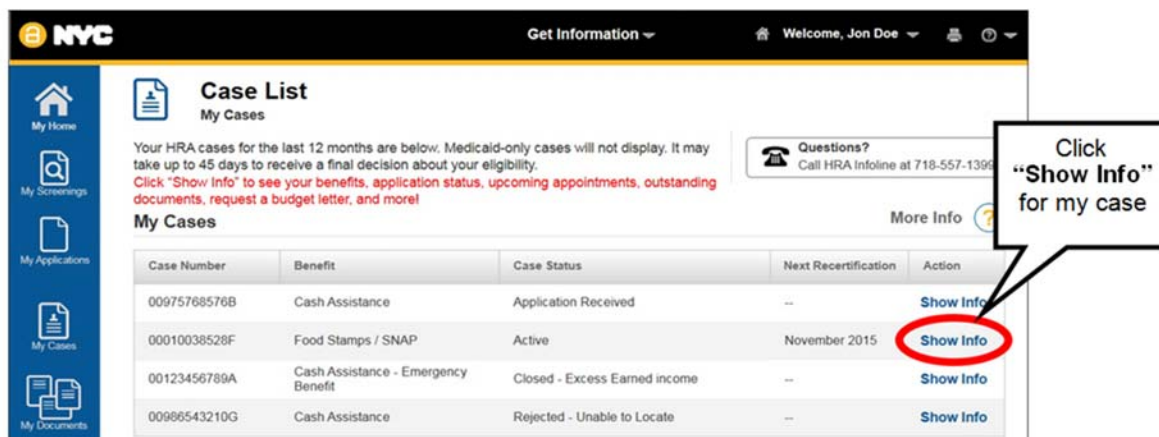 NYC
Get Information
Welcome, Jon Doe
My Home
My Screenings
My Applications
My Cases
My Documents
Case List
My Cases
Your HRA cases for the last 12 months are below. Medicaid-only cases will not display. It may
take up to 45 days to receive a final decision about your eligibility.
Click "Show Info" to see your benefits, application status, upcoming appointments, outstanding
documents, request a budget letter, and more!
Questions?
Call HRA Infoline at 718-557-1399
My Cases
More Info ?
Case Number Benefit Case Status Next Recertification Action
00975768576B Cash Assistance Application Received -- Show Info
00010038528F Food Stamps / SNAP Active November 2015 Show Info
00123456789A Cash Assistance - Emergency Benefit Closed - Excess Earned income -- Show Info
00986543210G Cash Assistance Rejected - Unable to Locate -- Show Info
Click
"Show Info"
for my case